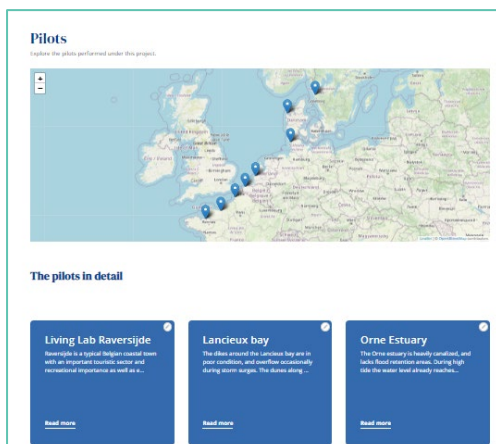 Pilots
Explore the pilots performed under this project.
+
−
The pilots in detail
Living Lab Raversijde
Raversijde is a typical Belgian coastal town
with an important touristic sector and
recreational importance as well as e...
Read more
Lancieux bay
The dikes around the Lancieux bay are in
poor condition, and overflow occasionally
during storm surges. The dunes along ...
Read more
Orne Estuary
The Orne estuary is heavily canalized, and
lacks flood retention areas. During high
tide the water level already reaches...
Read more